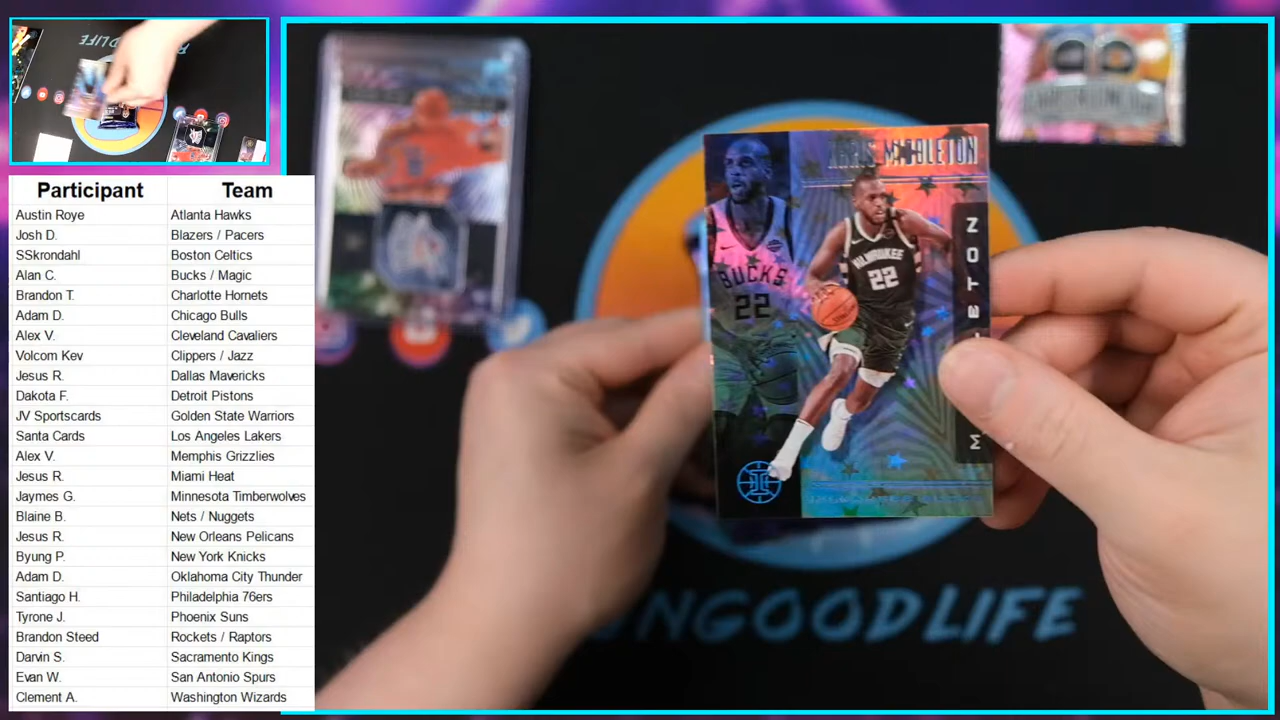 Participant Team
Austin Roye Atlanta Hawks
Josh D. Blazers / Pacers
SSkrondahl Boston Celtics
Alan C. Bucks / Magic
Brandon T. Charlotte Hornets
Adam D. Chicago Bulls
Alex V. Cleveland Cavaliers
Volcom Kev Clippers / Jazz
Jesus R. Dallas Mavericks
Dakota F. Detroit Pistons
JV Sportscards Golden State Warriors
Santa Cards Los Angeles Lakers
Alex V. Memphis Grizzlies
Jesus R. Miami Heat
Jaymes G. Minnesota Timberwolves
Blaine B. Nets / Nuggets
Jesus R. New Orleans Pelicans
Byung P. New York Knicks
Adam D. Oklahoma City Thunder
Santiago H. Philadelphia 76ers
Tyrone J. Phoenix Suns
Brandon Steed Rockets / Raptors
Darvin S. Sacramento Kings
Evan W. San Antonio Spurs
Clement A. Washington Wizards
MIDDLETON
BUCKS
22
MILWAUKEE
22
NGOODLIFE